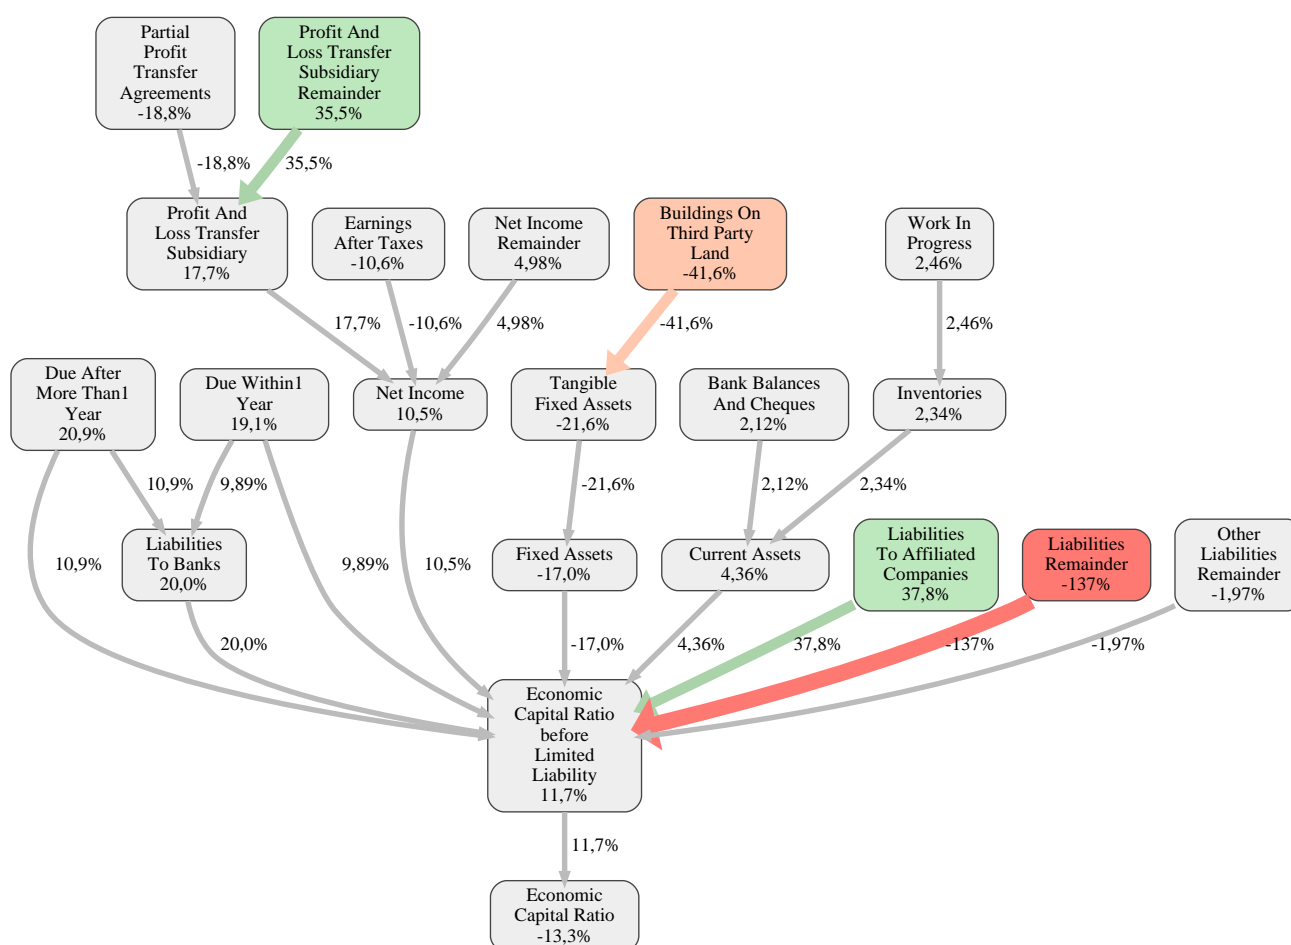 Partial
Profit
Transfer
Agreements
-18,8%
Profit And
Loss Transfer
Subsidiary
Remainder
35,5%
-18,8%
35,5%
Profit And
Loss Transfer
Subsidiary
17,7%
Earnings
After Taxes
-10,6%
Net Income
Remainder
4,98%
Buildings On
Third Party
Land
-41,6%
Work In
Progress
2,46%
17,7%
-10,6%
4,98%
-41,6%
2,46%
Due After
More Than1
Year
20,9%
Due Within1
Year
19,1%
Net Income
10,5%
Tangible
Fixed Assets
-21,6%
Bank Balances
And Cheques
2,12%
Inventories
2,34%
10,9%
9,89%
-21,6%
2,12%
2,34%
10,9%
Liabilities
To Banks
20,0%
9,89%
10,5%
Fixed Assets
-17,0%
Current Assets
4,36%
Liabilities
To Affiliated
Companies
37,8%
Liabilities
Remainder
-137%
Other
Liabilities
Remainder
-1,97%
20,0%
-17,0%
4,36%
37,8%
-137%
-1,97%
Economic
Capital Ratio
before
Limited
Liability
11,7%
11,7%
Economic
Capital Ratio
-13,3%